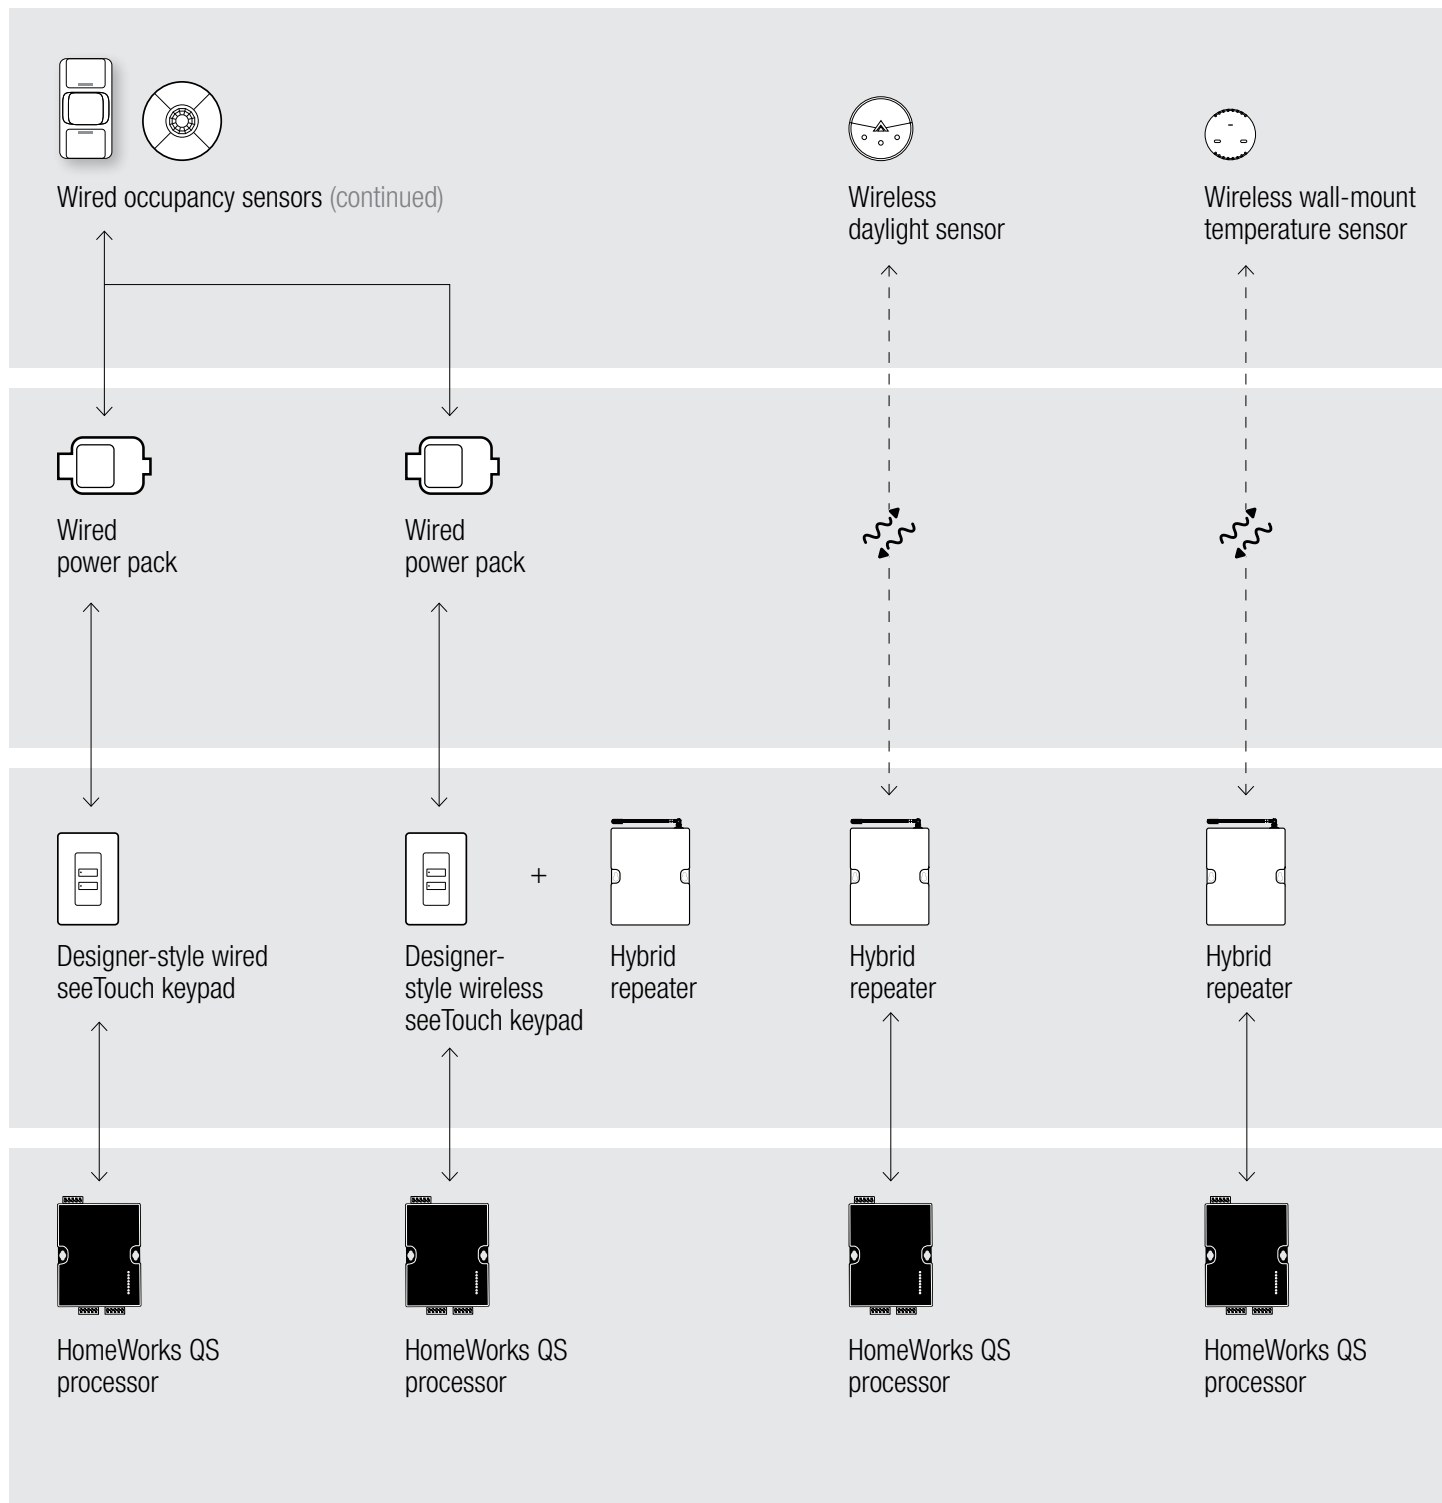 Wired occupancy sensors (continued)
Wireless
daylight sensor
Wireless wall-mount
temperature sensor
Wired
power pack
Wired
power pack
Designer-style wired
seeTouch keypad
Designer-
style wireless
seeTouch keypad
+
Hybrid
repeater
Hybrid
repeater
Hybrid
repeater
HomeWorks QS
processor
HomeWorks QS
processor
HomeWorks QS
processor
HomeWorks QS
processor